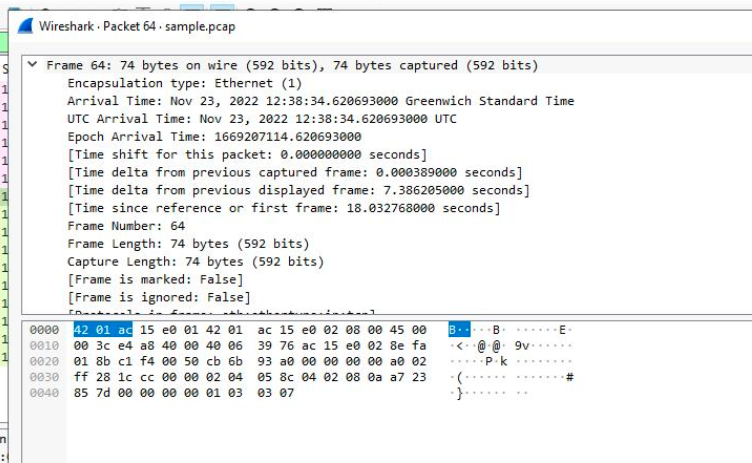 Wireshark · Packet 64 · sample.pcap
Frame 64: 74 bytes on wire (592 bits), 74 bytes captured (592 bits)
Encapsulation type: Ethernet (1)
Arrival Time: Nov 23, 2022 12:38:34.620693000 Greenwich Standard Time
UTC Arrival Time: Nov 23, 2022 12:38:34.620693000 UTC
Epoch Arrival Time: 1669207114.620693000
[Time shift for this packet: 0.000000000 seconds]
[Time delta from previous captured frame: 0.000389000 seconds]
[Time delta from previous displayed frame: 7.386205000 seconds]
[Time since reference or first frame: 18.032768000 seconds]
Frame Number: 64
Frame Length: 74 bytes (592 bits)
Capture Length: 74 bytes (592 bits)
[Frame is marked: False]
[Frame is ignored: False]
0000 42 01 ac 15 e0 01 42 01 ac 15 e0 02 08 00 45 00 B·····B· ······E·
0010 00 3c e4 a8 40 00 40 06 39 76 ac 15 e0 02 8e fa ·<··@·@· 9v······
0020 01 8b c1 f4 00 50 cb 6b 93 a0 00 00 00 00 a0 02 ·····P·k ········
0030 ff 28 1c cc 00 00 02 04 05 8c 04 02 08 0a a7 23 ·(······ ·······#
0040 85 7d 00 00 00 00 01 03 03 07 ·}······ ··